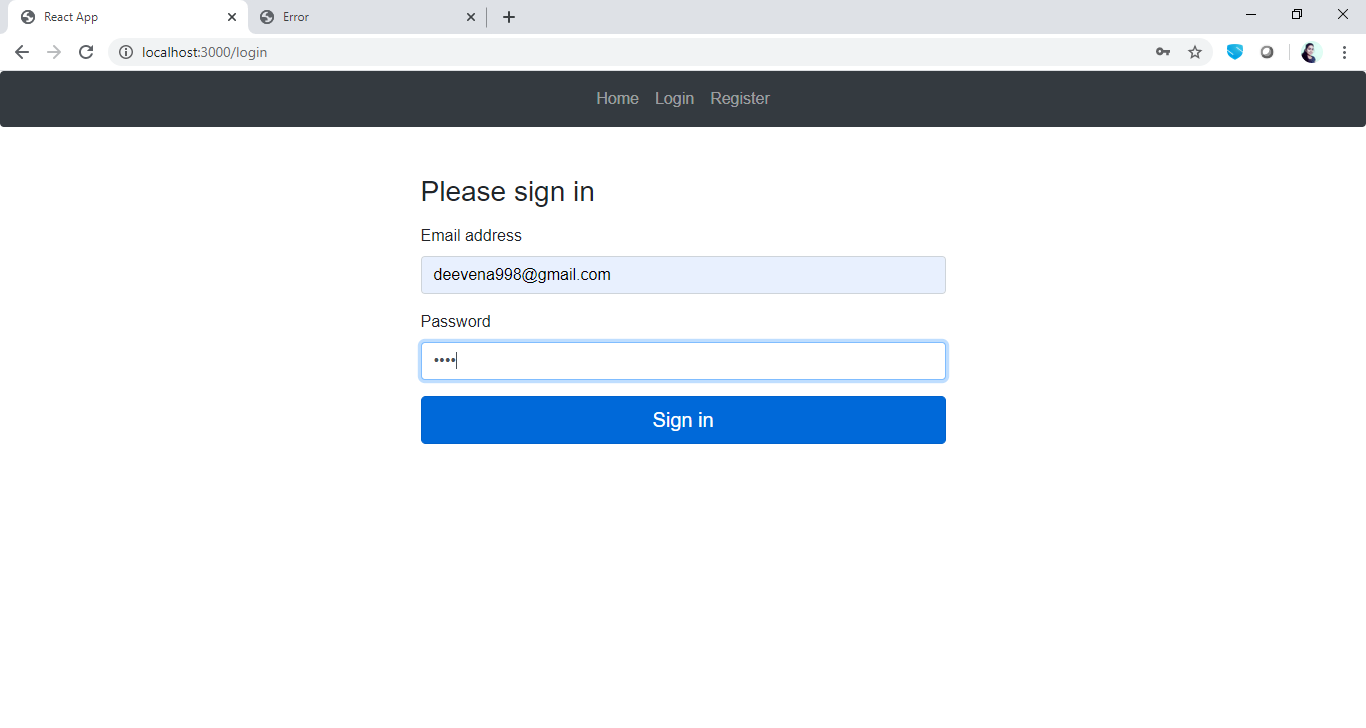 React App
Error
localhost:3000/login
Home Login Register
Please sign in
Email address
deevena998@gmail.com
Password
••••
Sign in